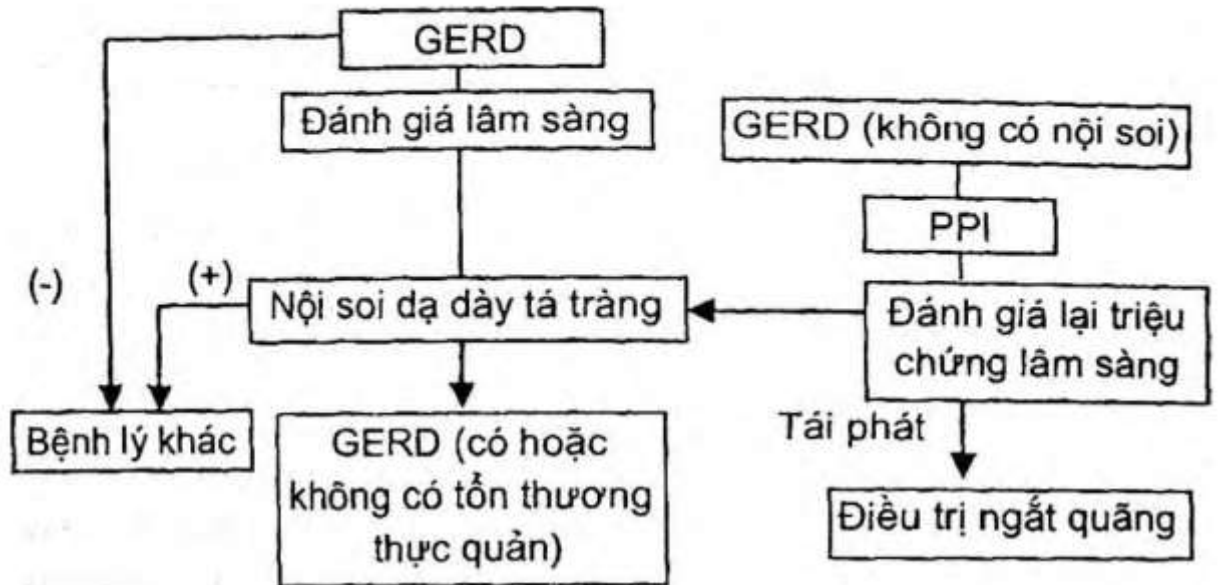 GERD
Đánh giá lâm sàng
GERD (không có nội soi)
PPI
(-)
(+)
Nội soi dạ dày tá tràng
Đánh giá lại triệu
chứng lâm sàng
Bệnh lý khác
GERD (có hoặc
không có tổn thương
thực quản)
Tái phát
Điều trị ngắt quãng